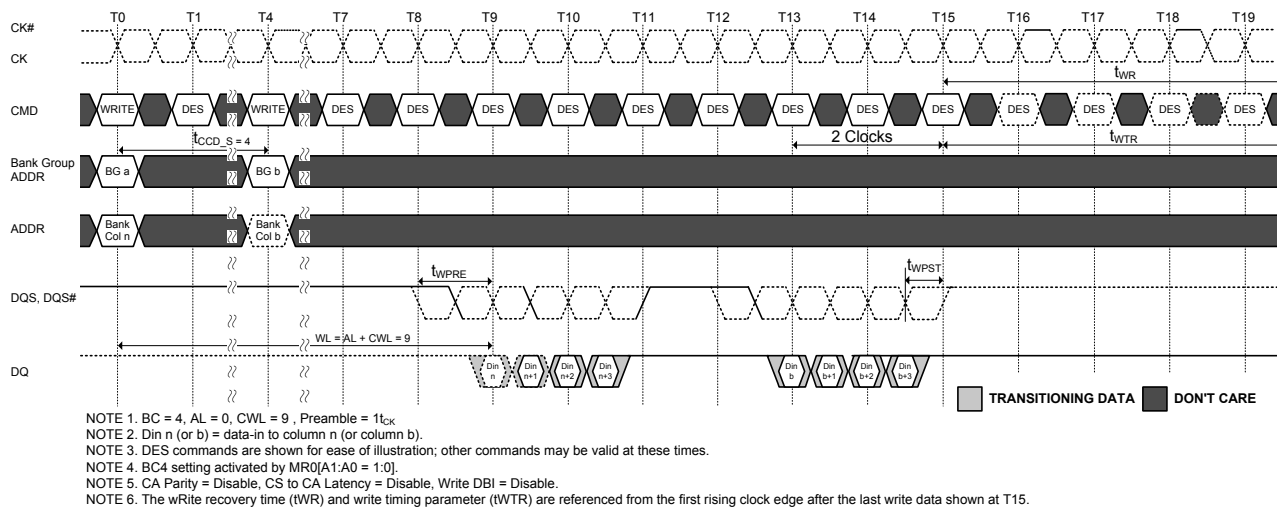 T0 T1 T4 T7 T8 T9 T10 T11 T12 T13 T14 T15 T16 T17 T18 T19
CK#
CK
tWR
CMD WRITE DES WRITE DES DES DES DES DES DES DES DES DES DES DES DES DES
tCCD_S = 4 2 Clocks tWTR
Bank Group
ADDR
BG a BG b
ADDR
Bank
Col n
Bank
Col b
tWPRE tWPST
DQS, DQS#
WL = AL + CWL = 9
DQ
Din
n
Din
n+1
Din
n+2
Din
n+3
Din
b
Din
b+1
Din
b+2
Din
b+3
TRANSITIONING DATA DON'T CARE
NOTE 1. BC = 4, AL = 0, CWL = 9 , Preamble = 1tCK
NOTE 2. Din n (or b) = data-in to column n (or column b).
NOTE 3. DES commands are shown for ease of illustration; other commands may be valid at these times.
NOTE 4. BC4 setting activated by MR0[A1:A0 = 1:0].
NOTE 5. CA Parity = Disable, CS to CA Latency = Disable, Write DBI = Disable.
NOTE 6. The wRite recovery time (tWR) and write timing parameter (tWTR) are referenced from the first rising clock edge after the last write data shown at T15.